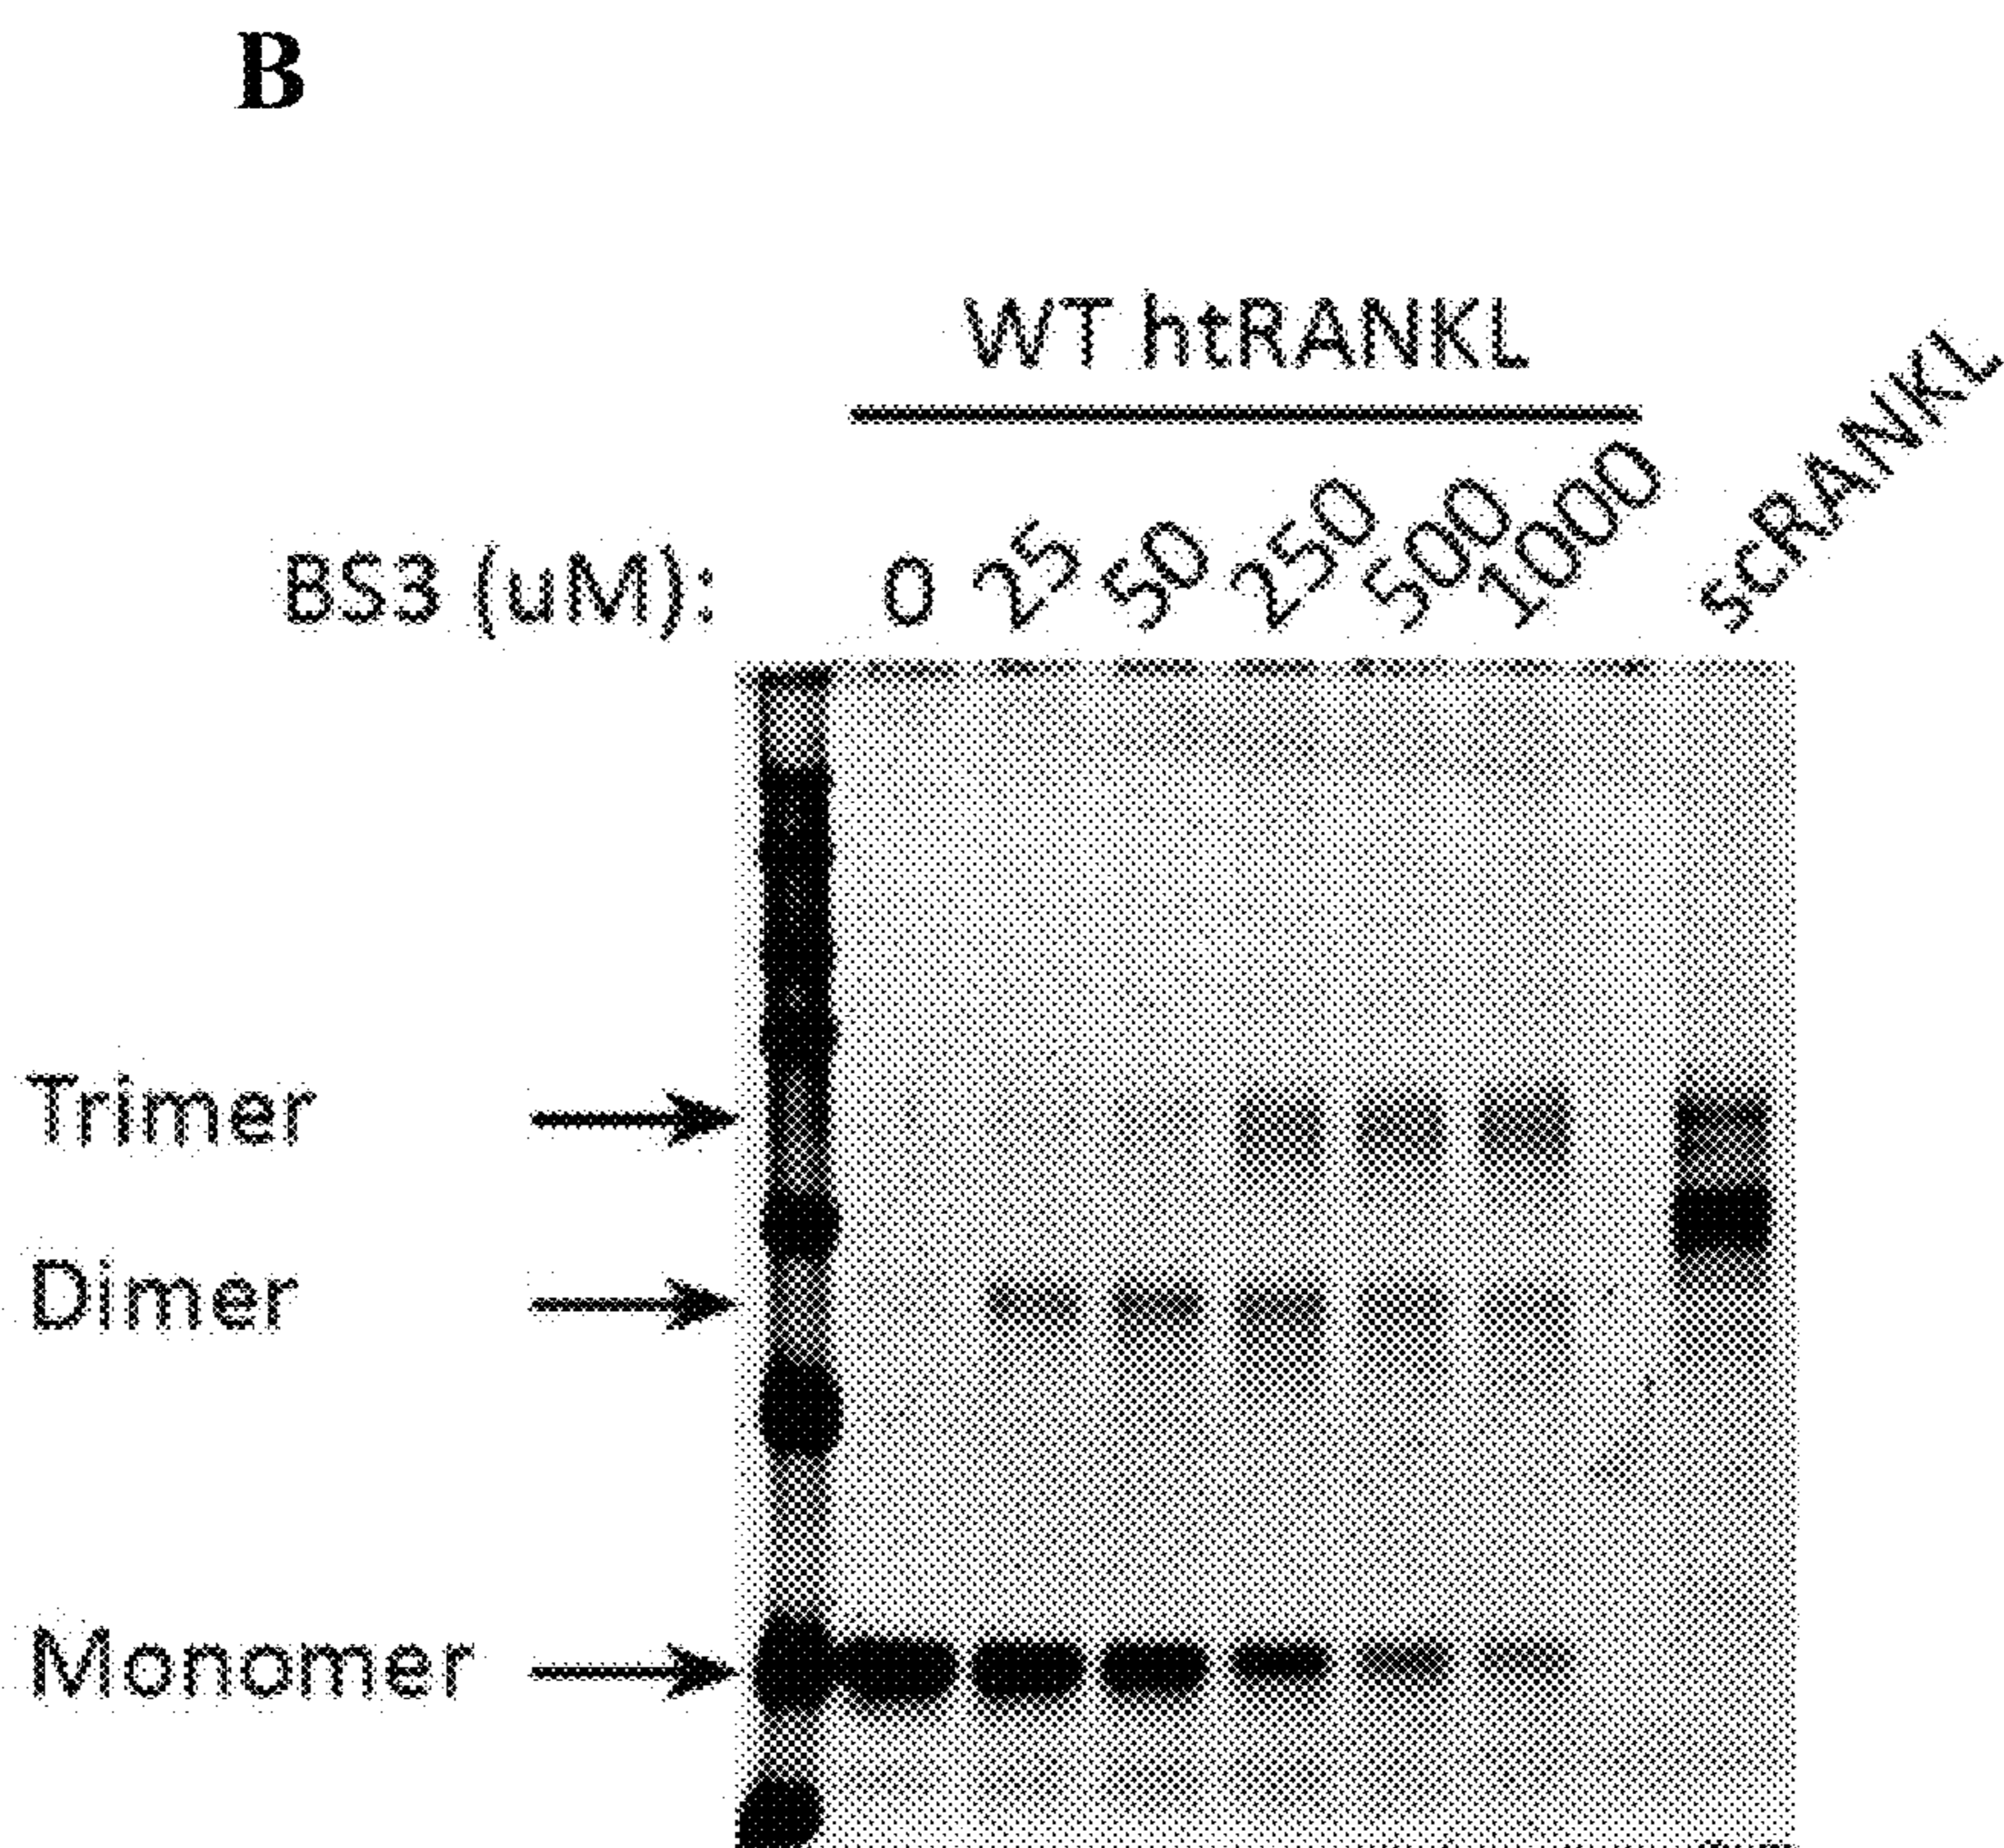 B
WT htRANKL
scRANKL
BS3 (uM): 0 25 50 250 500 1000
Trimer
Dimer
Monomer